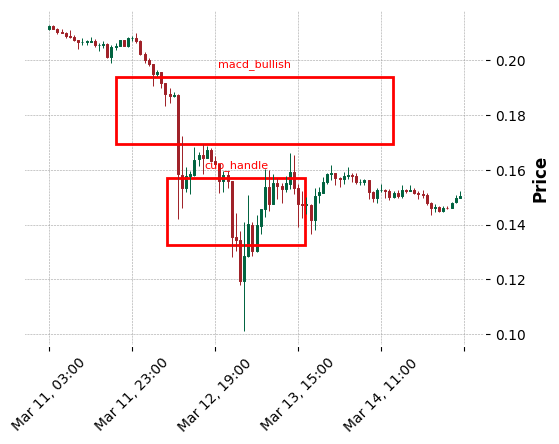 macd_bullish
cup_handle
0.20
0.18
0.16
0.14
0.12
0.10
Price
Mar 11, 03:00
Mar 11, 23:00
Mar 12, 19:00
Mar 13, 15:00
Mar 14, 11:00